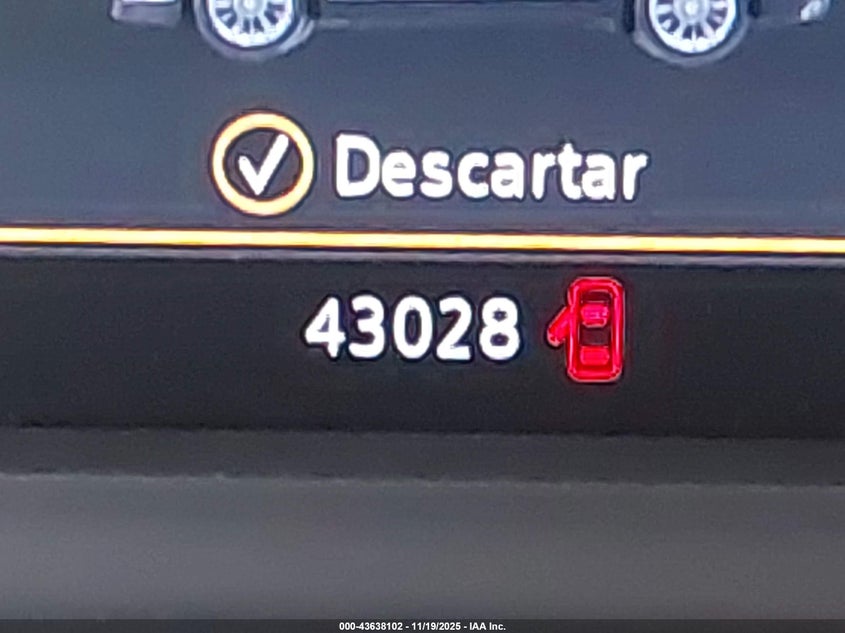 Descartar
43028
000-43638102 - 11/19/2025 - IAA Inc.